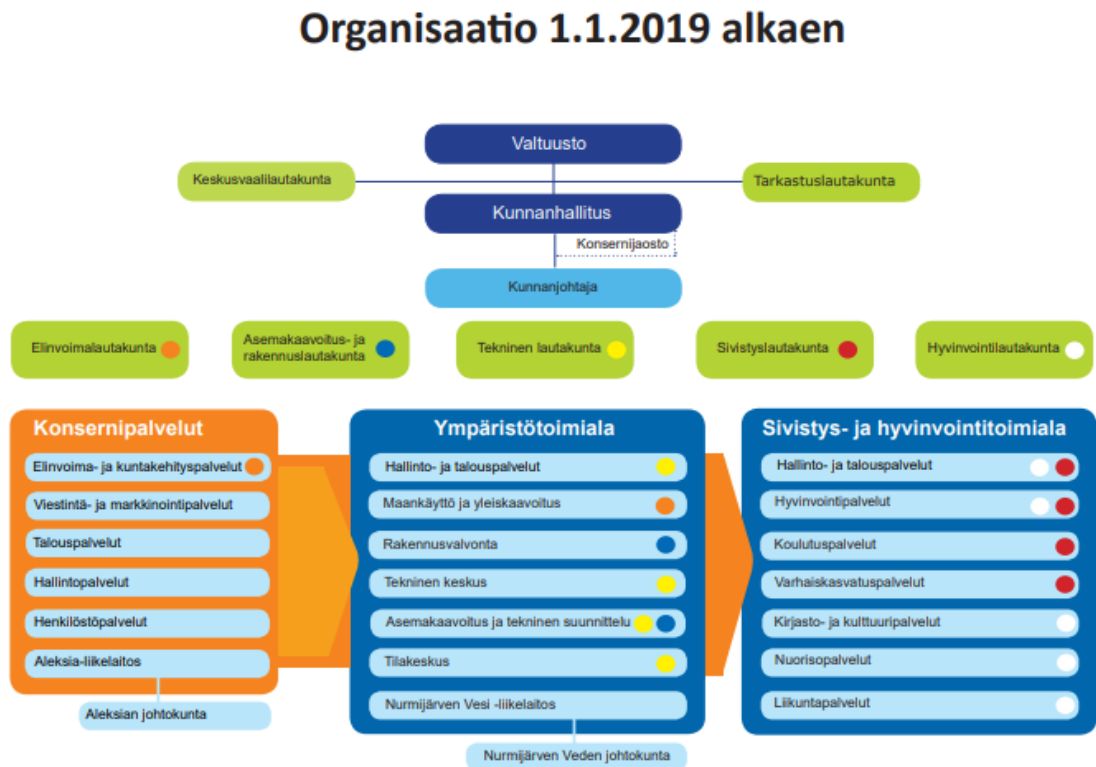 Organisaatio 1.1.2019 alkaen
Valtuusto
Keskusvaalilautakunta
Tarkastuslautakunta
Kunnanhallitus
Konsernijaosto
Kunnanjohtaja
Elinvoimalautakunta
Asemakaavoitus- ja
rakennuslautakunta
Tekninen lautakunta
Sivistyslautakunta
Hyvinvointilautakunta
Konsernipalvelut
Elinvoima- ja kuntakehityspalvelut
Viestintä- ja markkinointipalvelut
Talouspalvelut
Hallintopalvelut
Henkilöstöpalvelut
Aleksia-liikelaitos
Aleksian johtokunta
Ympäristötoimiala
Hallinto- ja talouspalvelut
Maankäyttö ja yleiskaavoitus
Rakennusvalvonta
Tekninen keskus
Asemakaavoitus ja tekninen suunnittelu
Tilakeskus
Nurmijärven Vesi -liikelaitos
Nurmijärven Veden johtokunta
Sivistys- ja hyvinvointitoimiala
Hallinto- ja talouspalvelut
Hyvinvointipalvelut
Koulutuspalvelut
Varhaiskasvatuspalvelut
Kirjasto- ja kulttuuripalvelut
Nuorisopalvelut
Liikuntapalvelut